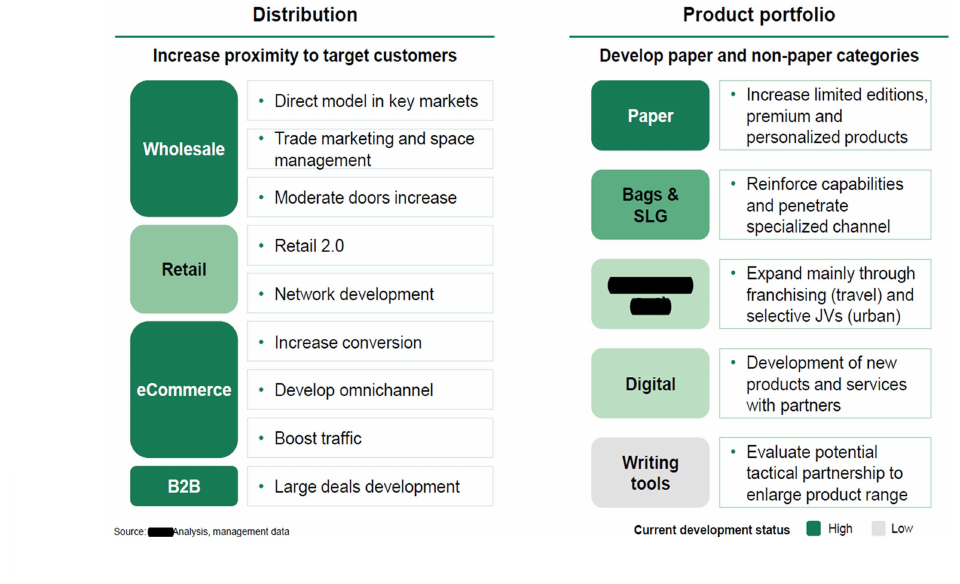 Distribution
Increase proximity to target customers
Wholesale
• Direct model in key markets
• Trade marketing and space
management
• Moderate doors increase
Retail
• Retail 2.0
• Network development
eCommerce
• Increase conversion
• Develop omnichannel
• Boost traffic
B2B
• Large deals development
Source: Analysis, management data
Product portfolio
Develop paper and non-paper categories
Paper
• Increase limited editions,
premium and
personalized products
Bags &
SLG
• Reinforce capabilities
and penetrate
specialized channel
• Expand mainly through
franchising (travel) and
selective JVs (urban)
Digital
• Development of new
products and services
with partners
Writing
tools
• Evaluate potential
tactical partnership to
enlarge product range
Current development status High Low